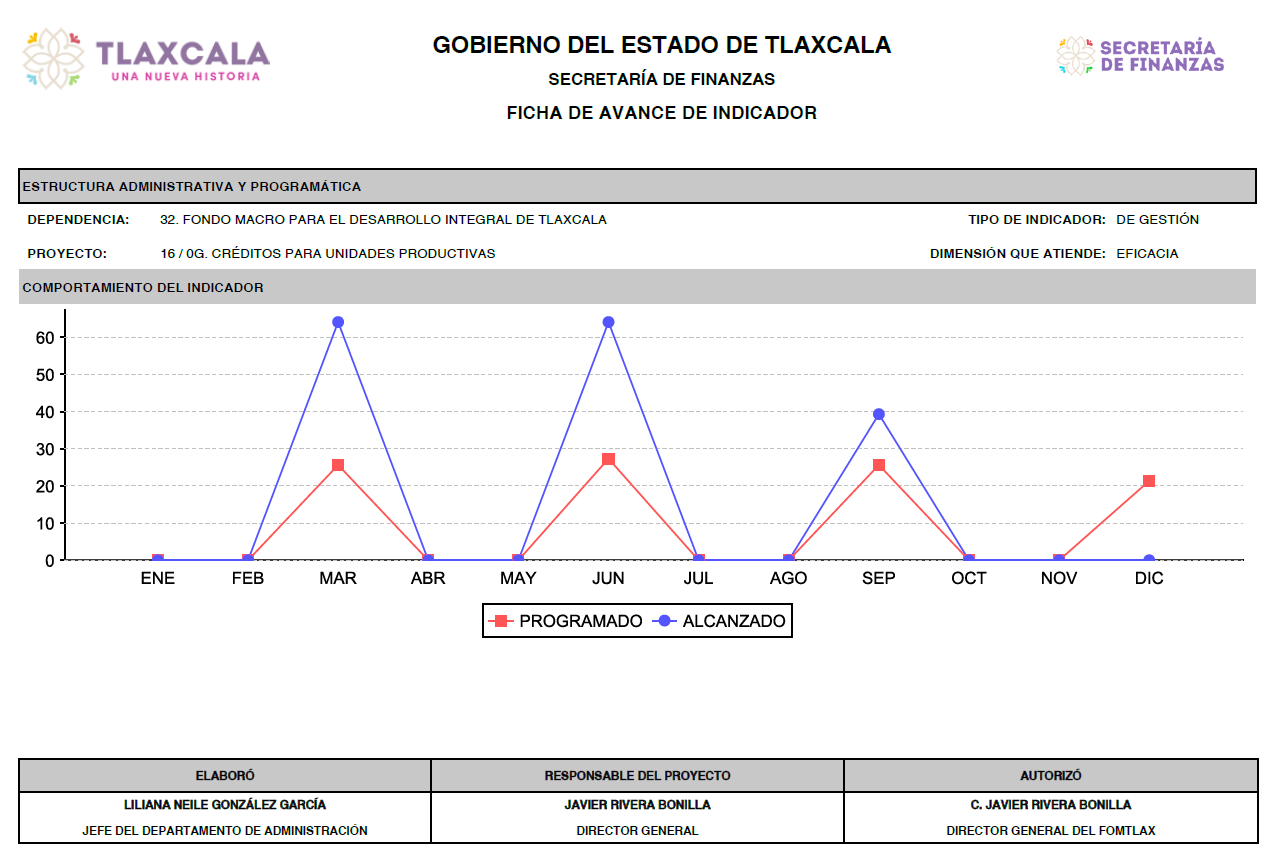 TLAXCALA
UNA NUEVA HISTORIA
GOBIERNO DEL ESTADO DE TLAXCALA
SECRETARÍA DE FINANZAS
FICHA DE AVANCE DE INDICADOR
SECRETARÍA
DE FINANZAS
ESTRUCTURA ADMINISTRATIVA Y PROGRAMÁTICA
DEPENDENCIA: 32. FONDO MACRO PARA EL DESARROLLO INTEGRAL DE TLAXCALA TIPO DE INDICADOR: DE GESTIÓN
PROYECTO: 16 / 0G. CRÉDITOS PARA UNIDADES PRODUCTIVAS DIMENSIÓN QUE ATIENDE: EFICACIA
COMPORTAMIENTO DEL INDICADOR
60
50
40
30
20
10
0
ENE FEB MAR ABR MAY JUN JUL AGO SEP OCT NOV DIC
PROGRAMADO ALCANZADO
ELABORÓ RESPONSABLE DEL PROYECTO AUTORIZÓ
LILIANA NEILE GONZÁLEZ GARCÍA JAVIER RIVERA BONILLA C. JAVIER RIVERA BONILLA
JEFE DEL DEPARTAMENTO DE ADMINISTRACIÓN DIRECTOR GENERAL DIRECTOR GENERAL DEL FOMTLAX